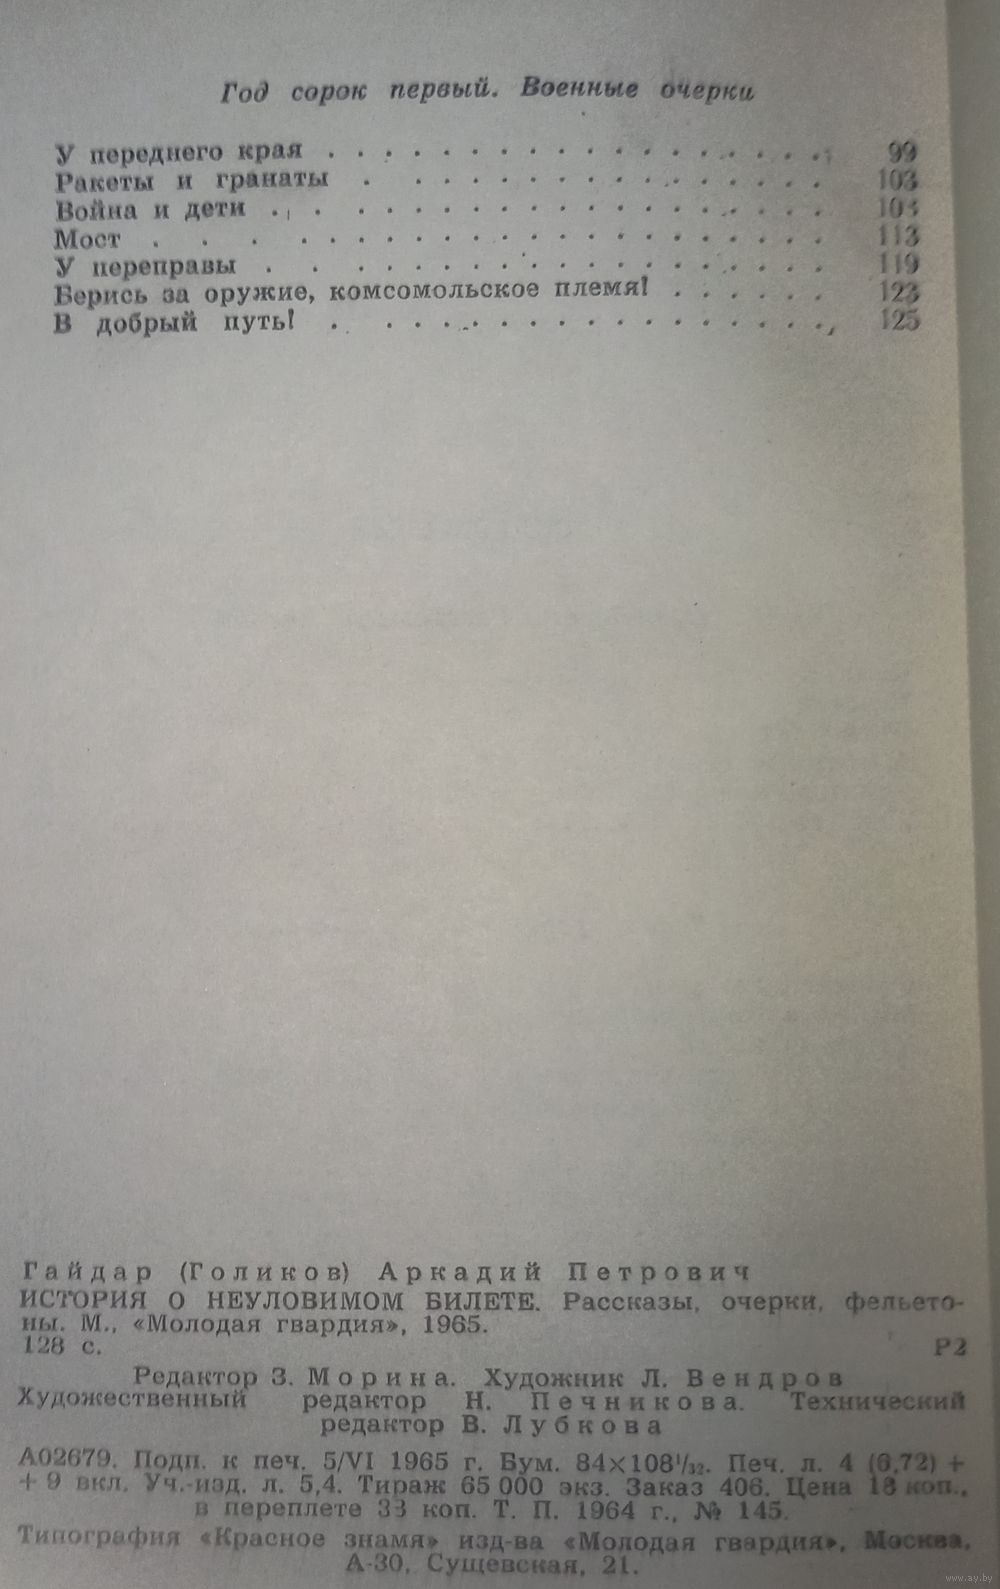 Год сорок первый. Военные очерки
У переднего края . . . . . . . . . . . . . . . . . . 99
Ракеты и гранаты . . . . . . . . . . . . . . . . 103
Война и дети . . . . . . . . . . . . . . . . . .
Мост . . . . . . . . . . . . . . . . . . . . . . 113
У переправы . . . . . . . . . . . . . . . . . . . . 119
Берись за оружие, комсомольское племя! . . . . . . 123
В добрый путь! . . . . . . . . . . . . . . . . . 125
Гайдар (Голиков) Аркадий Петрович
ИСТОРИЯ О НЕУЛОВИМОМ БИЛЕТЕ. Рассказы, очерки, фельето-
ны. М., «Молодая гвардия», 1965.
128 с. Р2
Редактор З. Морина. Художник Л. Вендров
Художественный редактор Н. Печникова. Технический
редактор В. Лубкова
А02679. Подп. к печ. 5/VI 1965 г. Бум. 84×108¹/₃₂. Печ. л. 4 (6,72) +
+ 9 вкл. Уч.-изд. л. 5,4. Тираж 65 000 экз. Заказ 406. Цена 18 коп.,
в переплете 33 коп. Т. П. 1964 г., № 145.
Типография «Красное знамя» изд-ва «Молодая гвардия», Москва,
А-30, Сущевская, 21.
www.ay.by